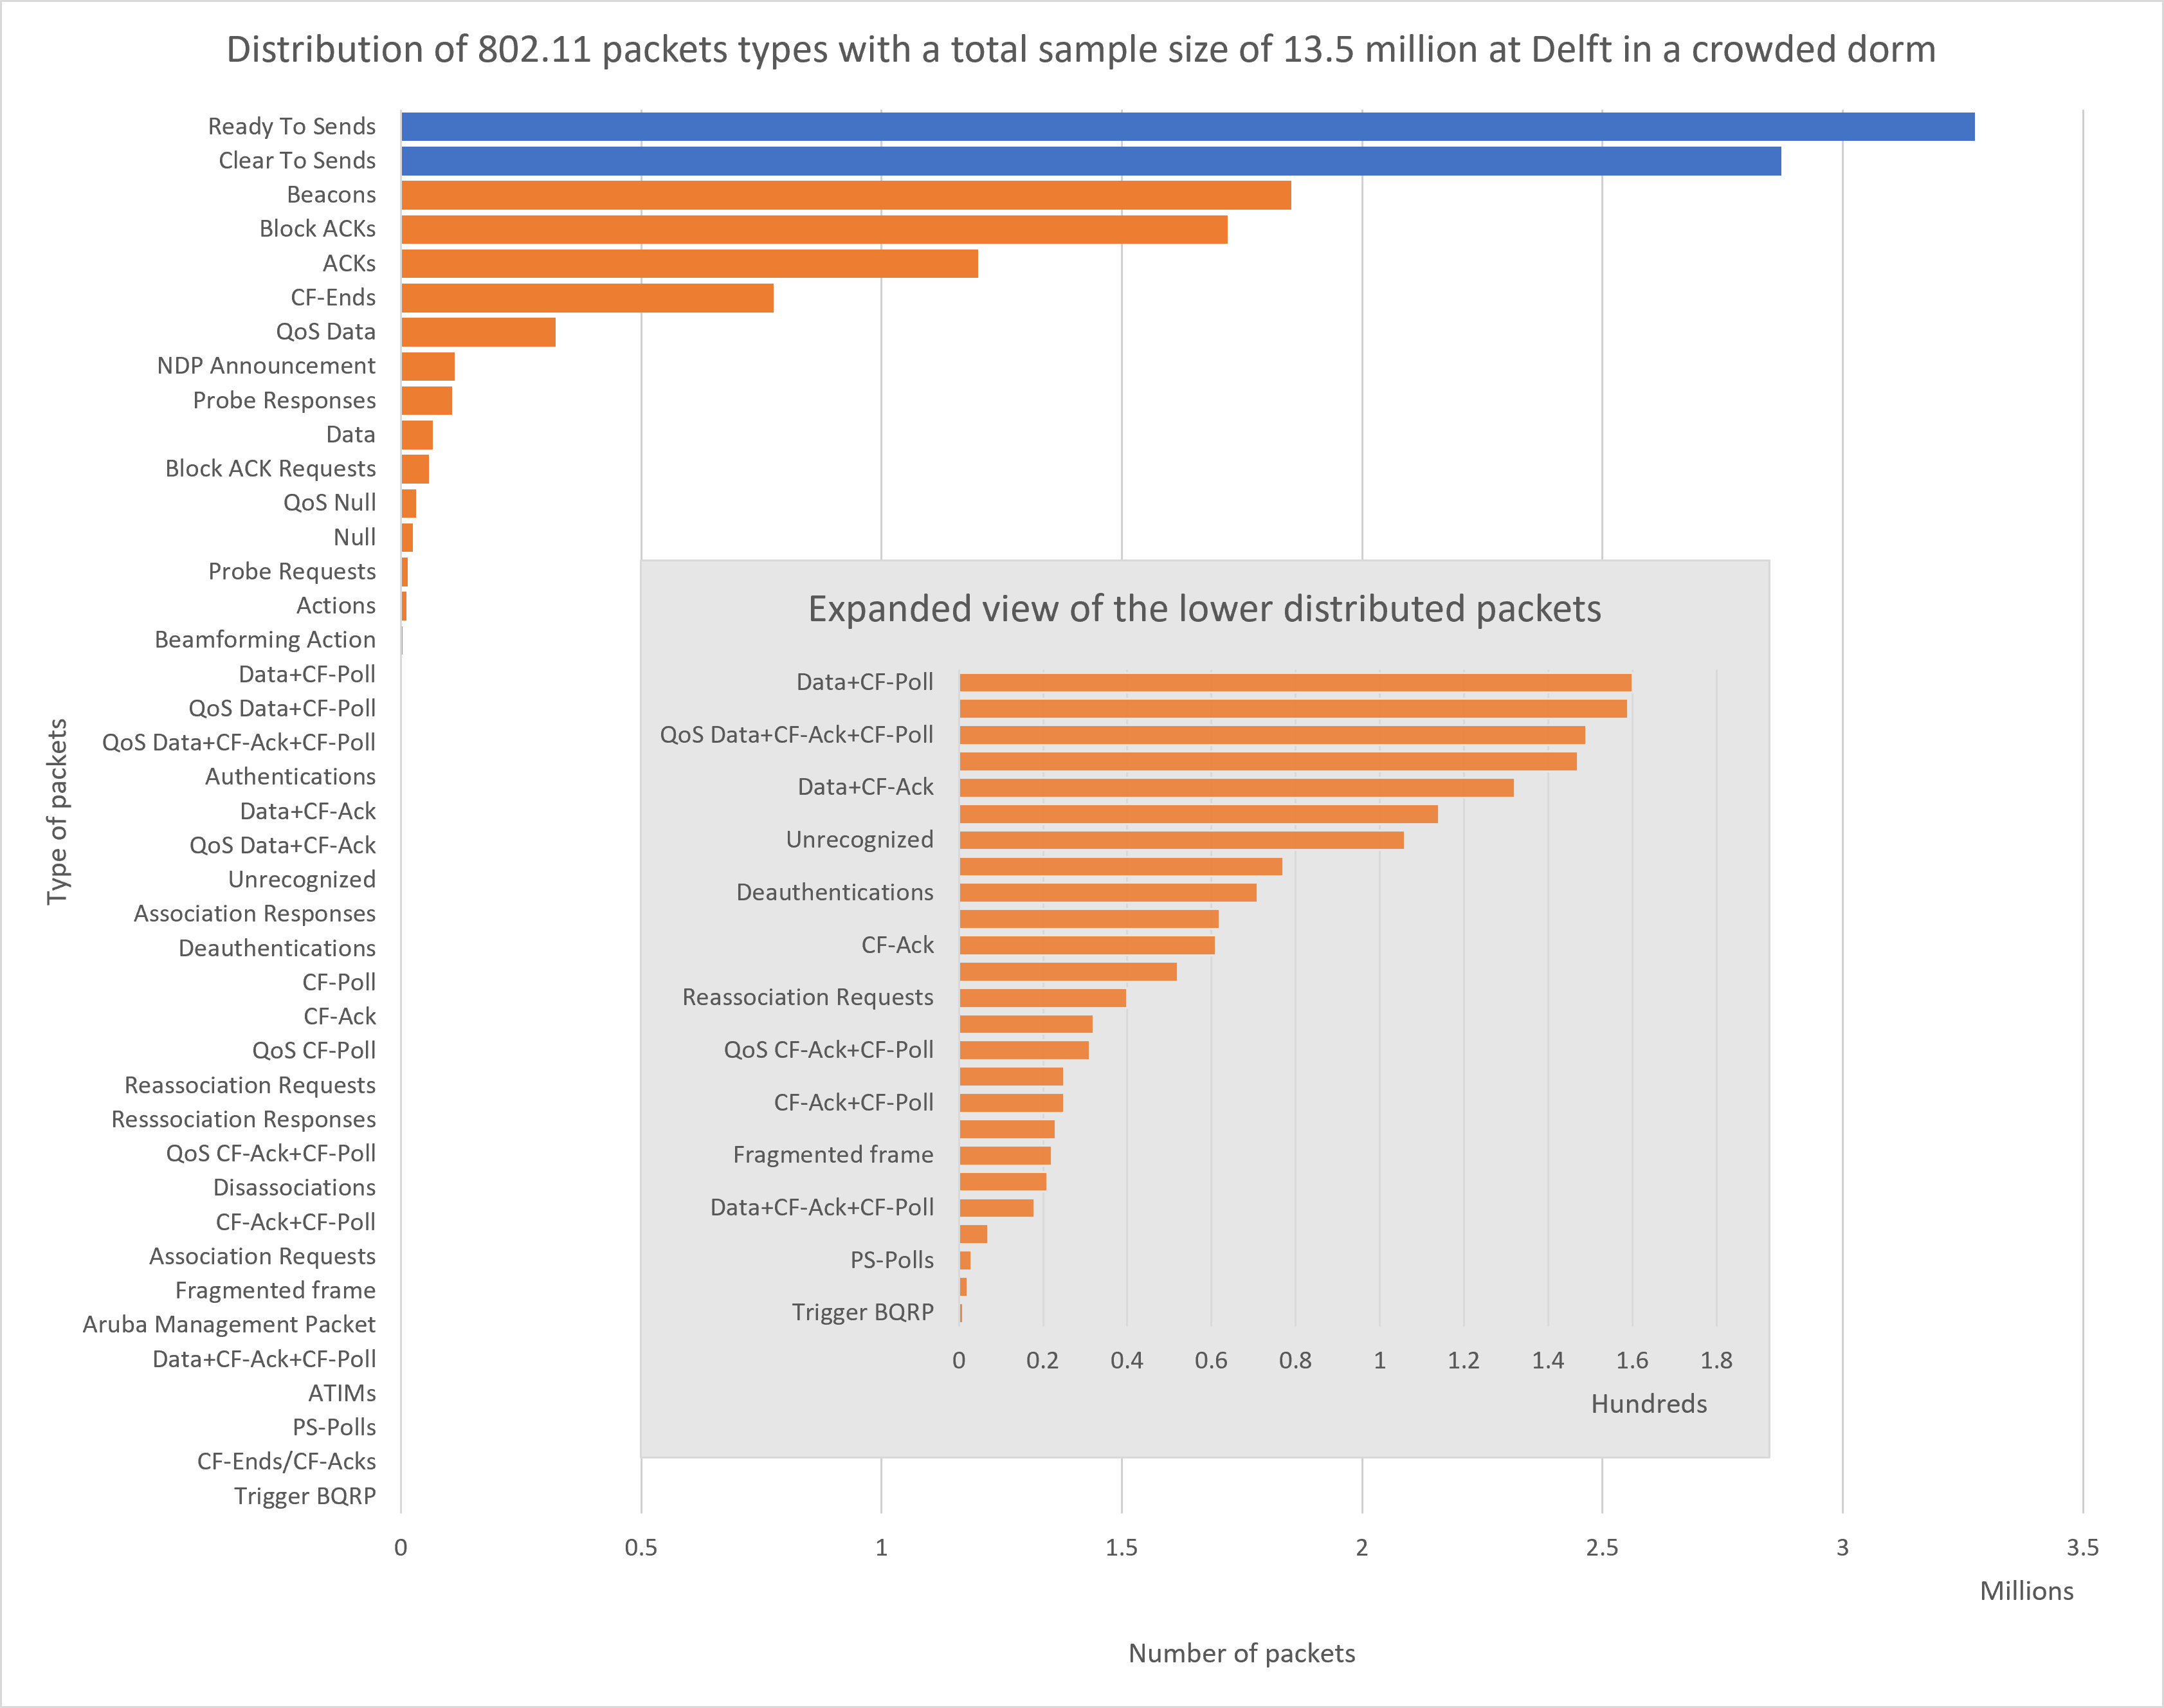 Distribution of 802.11 packets types with a total sample size of 13.5 million at Delft in a crowded dorm
Type of packets
Ready To Sends
Clear To Sends
Beacons
Block ACKs
ACKs
CF-Ends
QoS Data
NDP Announcement
Probe Responses
Data
Block ACK Requests
QoS Null
Null
Probe Requests
Actions
Beamforming Action
Data+CF-Poll
QoS Data+CF-Poll
QoS Data+CF-Ack+CF-Poll
Authentications
Data+CF-Ack
QoS Data+CF-Ack
Unrecognized
Association Responses
Deauthentications
CF-Poll
CF-Ack
QoS CF-Poll
Reassociation Requests
Resssociation Responses
QoS CF-Ack+CF-Poll
Disassociations
CF-Ack+CF-Poll
Association Requests
Fragmented frame
Aruba Management Packet
Data+CF-Ack+CF-Poll
ATIMs
PS-Polls
CF-Ends/CF-Acks
Trigger BQRP
Expanded view of the lower distributed packets
Data+CF-Poll
QoS Data+CF-Ack+CF-Poll
Data+CF-Ack
Unrecognized
Deauthentications
CF-Ack
Reassociation Requests
QoS CF-Ack+CF-Poll
CF-Ack+CF-Poll
Fragmented frame
Data+CF-Ack+CF-Poll
PS-Polls
Trigger BQRP
0 0.2 0.4 0.6 0.8 1 1.2 1.4 1.6 1.8
Hundreds
0 0.5 1 1.5 2 2.5 3 3.5
Millions
Number of packets